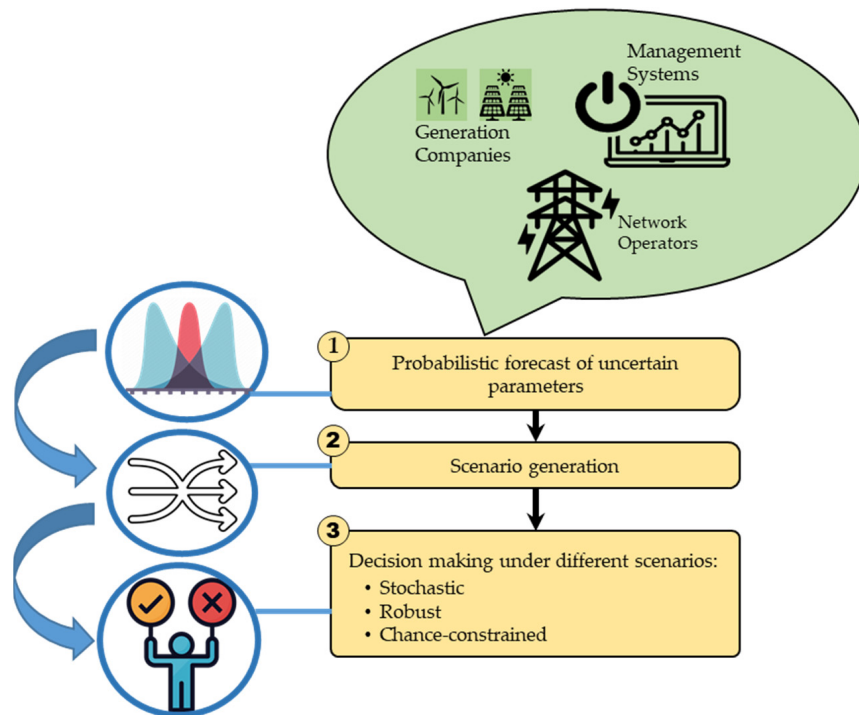 Management
Systems
Generation
Companies
Network
Operators
1
Probabilistic forecast of uncertain
parameters
2
Scenario generation
3
Decision making under different scenarios:
• Stochastic
• Robust
• Chance-constrained